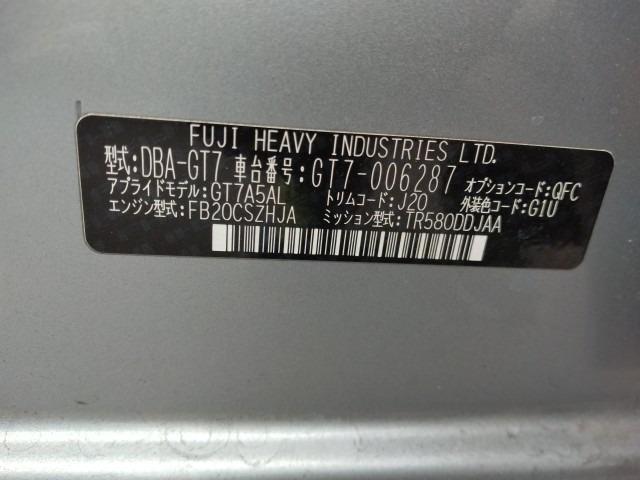 FUJI HEAVY INDUSTRIES LTD.
型式:DBA-GT7 車台番号:GT7-006287 オプションコード:QFC
アプライドモデル:GT7A5AL トリムコード:J20 外装色コード:G1U
エンジン型式:FB20CSZHJA ミッション型式:TR580DDJAA